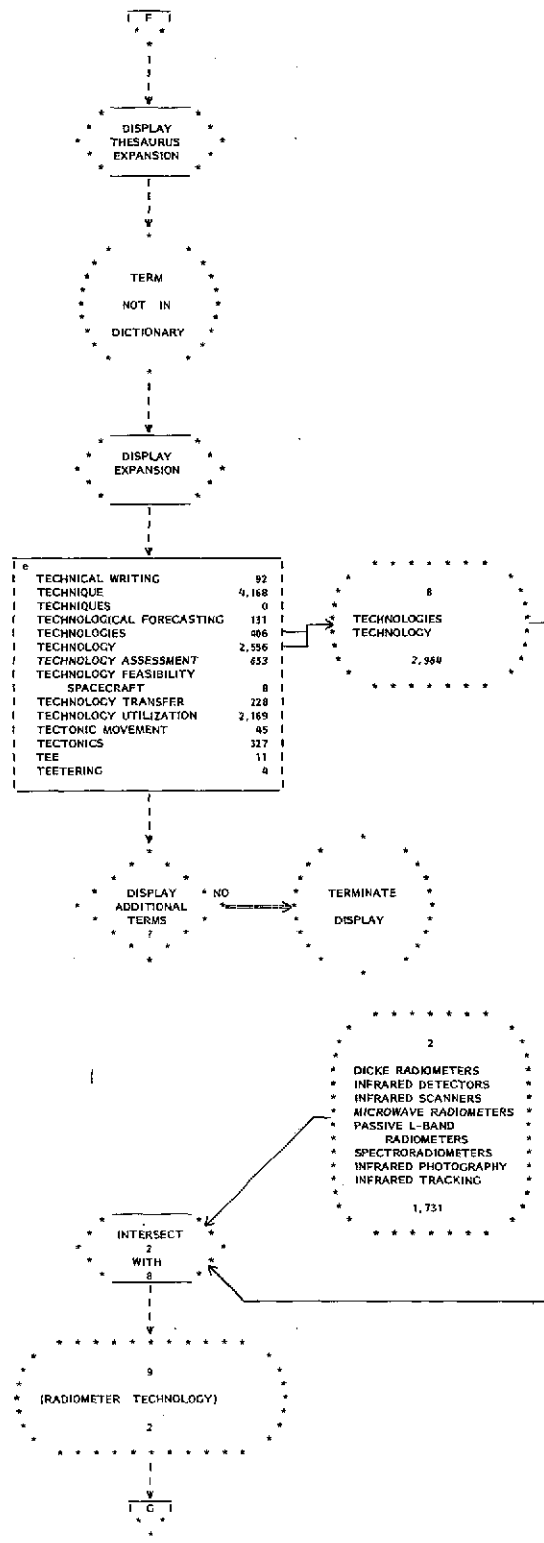 F
DISPLAY
THESAURUS
EXPANSION
TERM
NOT IN
DICTIONARY
DISPLAY
EXPANSION
e
TECHNICAL WRITING 92
TECHNIQUE 4,168
TECHNIQUES 0
TECHNOLOGICAL FORECASTING 131
TECHNOLOGIES 406
TECHNOLOGY 2,556
TECHNOLOGY ASSESSMENT 653
TECHNOLOGY FEASIBILITY
SPACECRAFT 8
TECHNOLOGY TRANSFER 228
TECHNOLOGY UTILIZATION 2,169
TECTONIC MOVEMENT 45
TECTONICS 327
TEE 11
TEETERING 4
8
TECHNOLOGIES
TECHNOLOGY
2,964
DISPLAY
ADDITIONAL
TERMS
?
NO
TERMINATE
DISPLAY
2
DICKE RADIOMETERS
INFRARED DETECTORS
INFRARED SCANNERS
MICROWAVE RADIOMETERS
PASSIVE L-BAND
RADIOMETERS
SPECTRORADIOMETERS
INFRARED PHOTOGRAPHY
INFRARED TRACKING
1,731
INTERSECT
2
WITH
8
9
(RADIOMETER TECHNOLOGY)
2
G